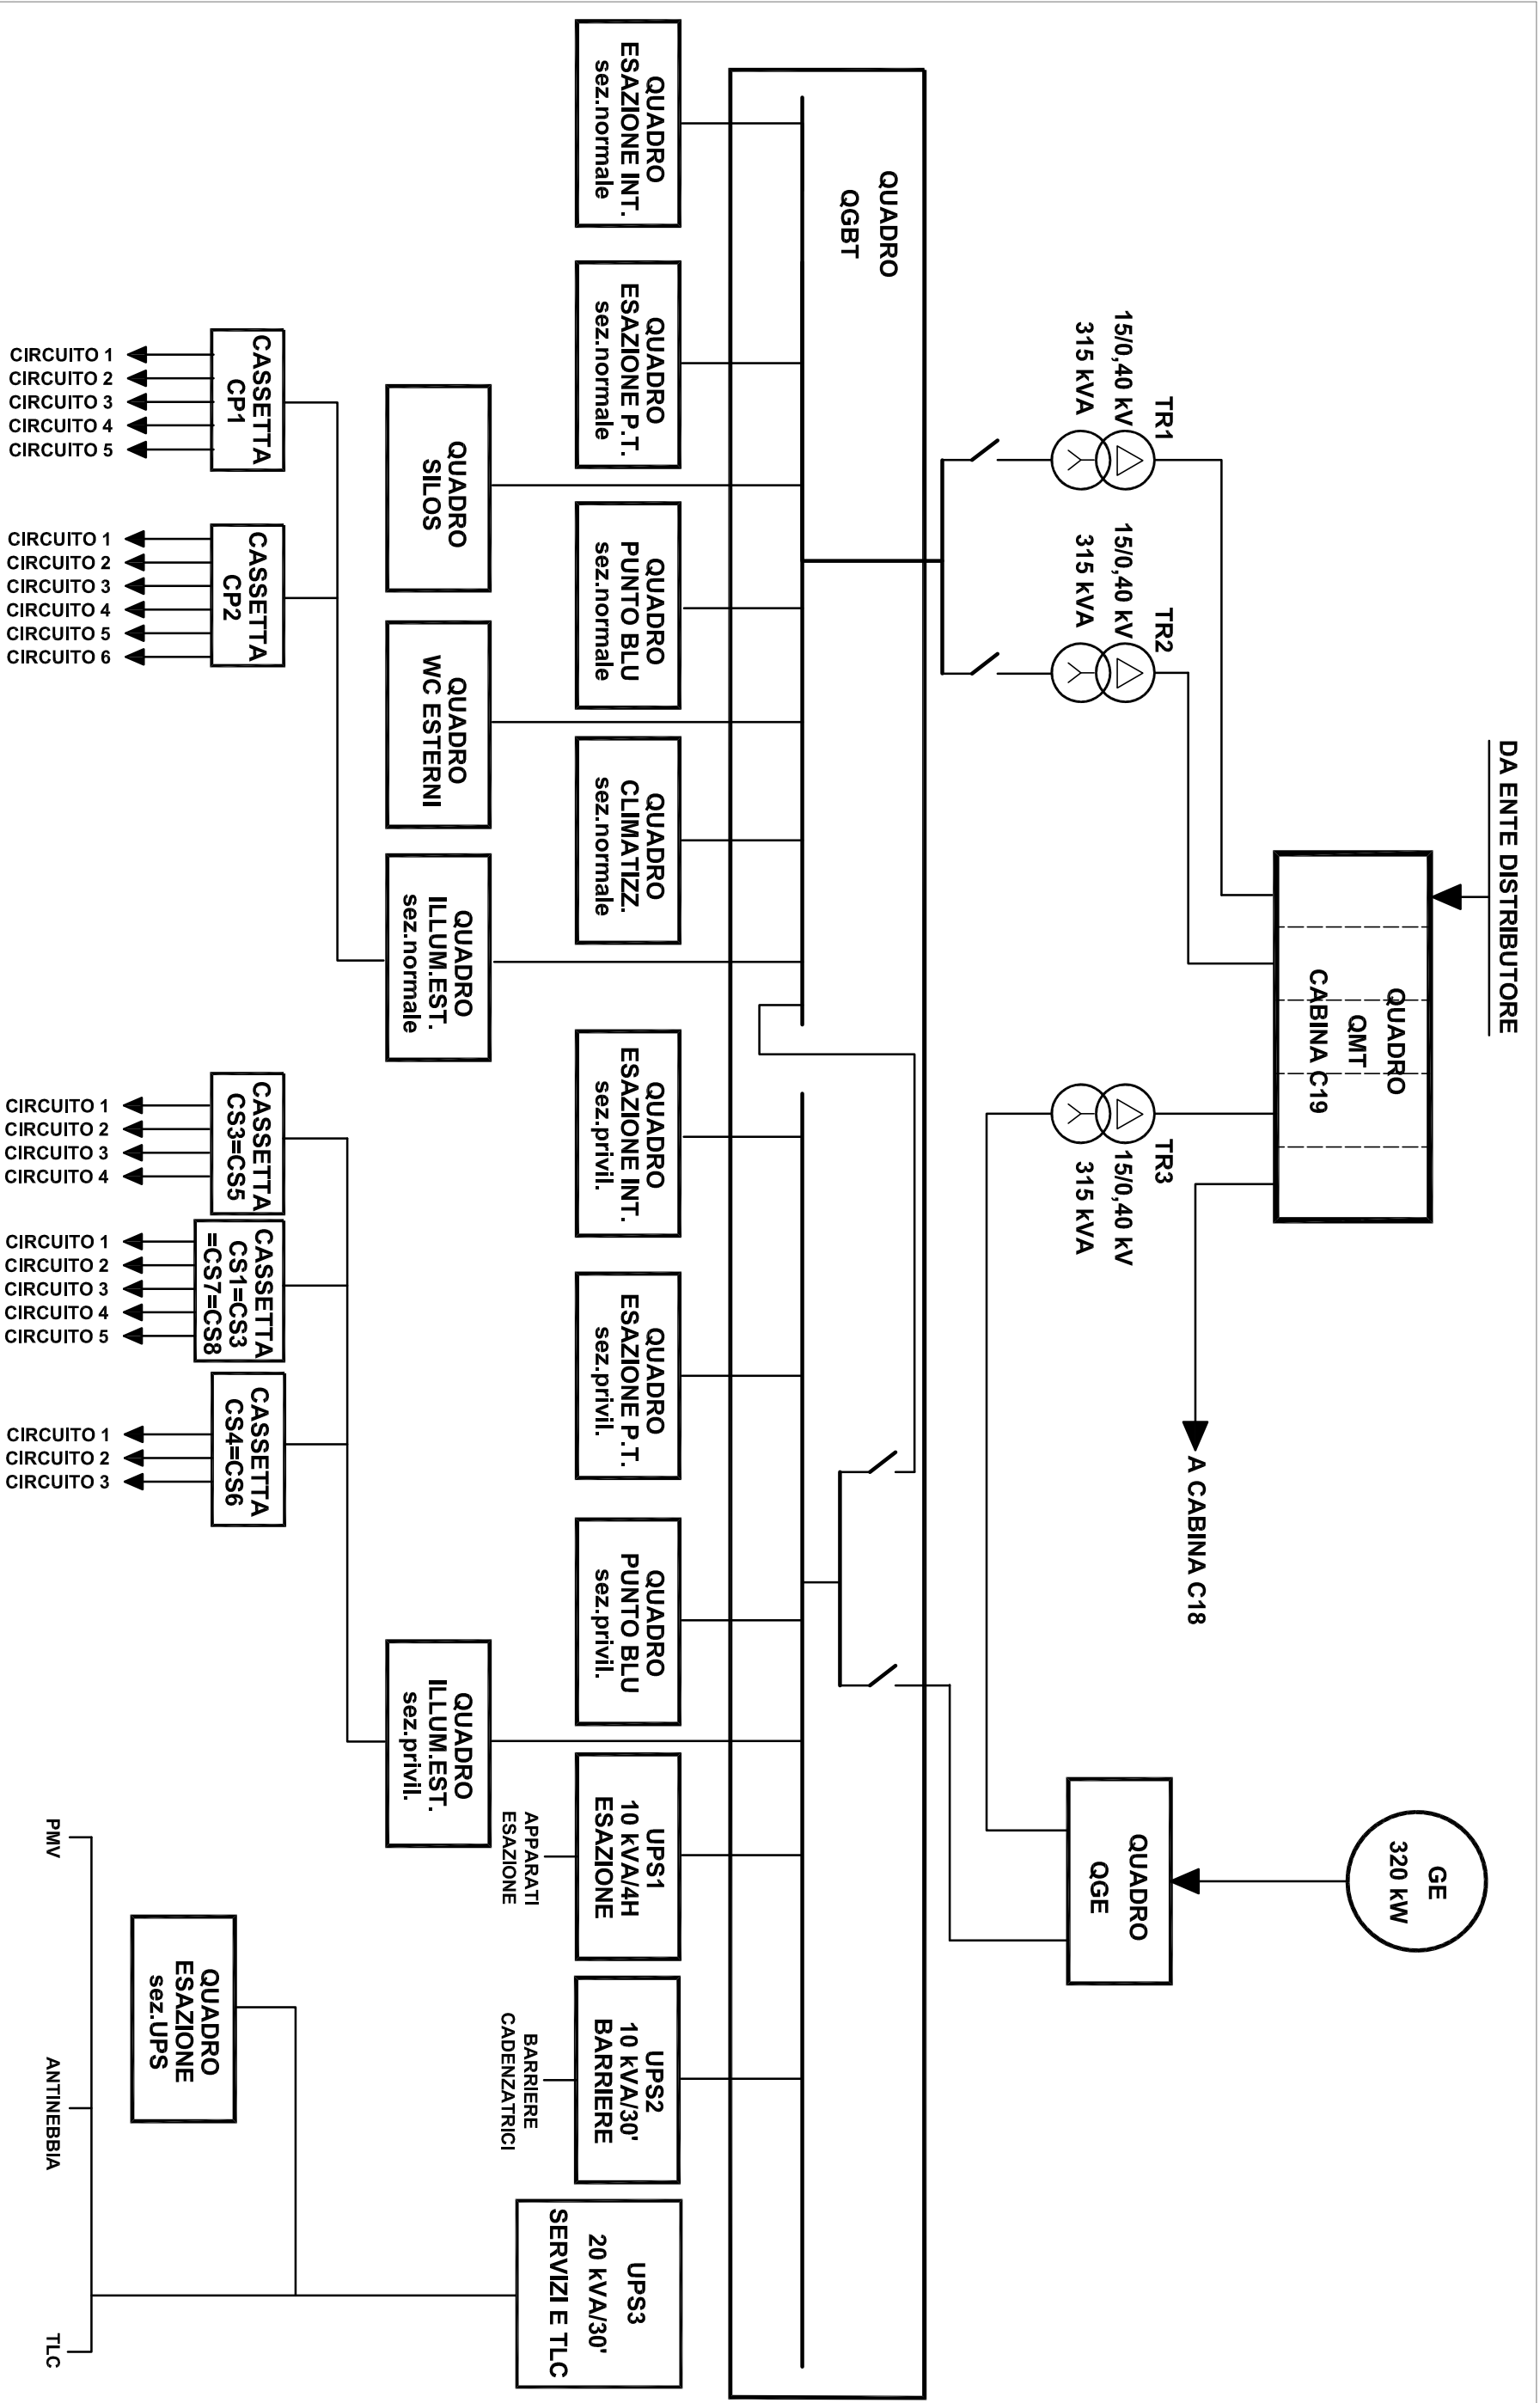 DA ENTE DISTRIBUTORE
QUADRO
QMT
CABINA C19
GE
320 kW
TR1
15/0,40 kV
315 kVA
TR2
15/0,40 kV
315 kVA
TR3
15/0,40 kV
315 kVA
A CABINA C18
QUADRO
QGE
QUADRO
QGBT
QUADRO
ESAZIONE INT.
sez.normale
QUADRO
ESAZIONE P.T.
sez.normale
QUADRO
PUNTO BLU
sez.normale
QUADRO
CLIMATIZZ.
sez.normale
QUADRO
ESAZIONE INT.
sez.privil.
QUADRO
ESAZIONE P.T.
sez.privil.
QUADRO
PUNTO BLU
sez.privil.
UPS1
10 kVA/4H
ESAZIONE
UPS2
10 kVA/30'
BARRIERE
UPS3
20 kVA/30'
SERVIZI E TLC
APPARATI
ESAZIONE
BARRIERE
CADENZATRICI
QUADRO
SILOS
QUADRO
WC ESTERNI
QUADRO
ILLUM.EST.
sez.normale
QUADRO
ILLUM.EST.
sez.privil.
CASSETTA
CP1
CIRCUITO 1
CIRCUITO 2
CIRCUITO 3
CIRCUITO 4
CIRCUITO 5
CASSETTA
CP2
CIRCUITO 1
CIRCUITO 2
CIRCUITO 3
CIRCUITO 4
CIRCUITO 5
CIRCUITO 6
CASSETTA
CS3=CS5
CIRCUITO 1
CIRCUITO 2
CIRCUITO 3
CIRCUITO 4
CASSETTA
CS1=CS3
=CS7=CS8
CIRCUITO 1
CIRCUITO 2
CIRCUITO 3
CIRCUITO 4
CIRCUITO 5
CASSETTA
CS4=CS6
CIRCUITO 1
CIRCUITO 2
CIRCUITO 3
QUADRO
ESAZIONE
sez.UPS
PMV
ANTINEBBIA
TLC